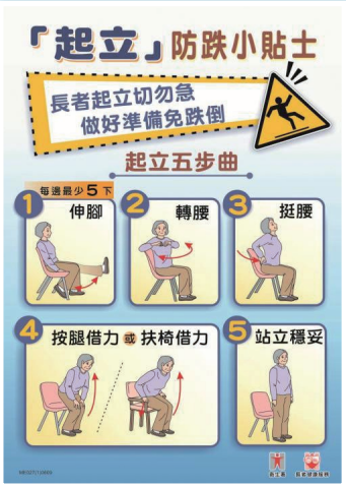 「起立」防跌小貼士
長者起立切勿急
做好準備免跌倒
起立五步曲
每邊最少 5 下
1 伸腳
2 轉腰
3 挺腰
4 按腿借力 或 扶椅借力
5 站立穩妥
衞生署
長者健康服務